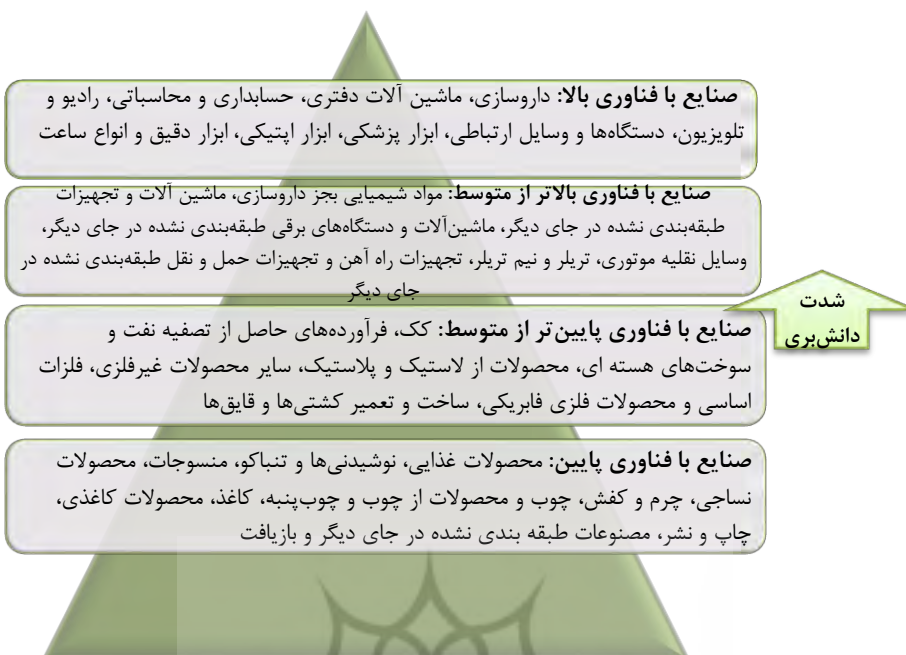 صنایع با فناوری بالا: داروسازی، ماشین آلات دفتری، حسابداری و محاسباتی، رادیو و
تلویزیون، دستگاه‌ها و وسایل ارتباطی، ابزار پزشکی، ابزار اپتیکی، ابزار دقیق و انواع ساعت
صنایع با فناوری بالاتر از متوسط: مواد شیمیایی بجز داروسازی، ماشین آلات و تجهیزات
طبقه‌بندی نشده در جای دیگر، ماشین‌آلات و دستگاه‌های برقی طبقه‌بندی نشده در جای دیگر،
وسایل نقلیه موتوری، تریلر و نیم تریلر، تجهیزات راه آهن و تجهیزات حمل و نقل طبقه‌بندی نشده در
جای دیگر
شدت
دانش‌بری
صنایع با فناوری پایین‌تر از متوسط: کک، فرآورده‌های حاصل از تصفیه نفت و
سوخت‌های هسته ای، محصولات از لاستیک و پلاستیک، سایر محصولات غیرفلزی، فلزات
اساسی و محصولات فلزی فابریکی، ساخت و تعمیر کشتی‌ها و قایق‌ها
صنایع با فناوری پایین: محصولات غذایی، نوشیدنی‌ها و تنباکو، منسوجات، محصولات
نساجی، چرم و کفش، چوب و محصولات از چوب و چوب‌پنبه، کاغذ، محصولات کاغذی،
چاپ و نشر، مصنوعات طبقه بندی نشده در جای دیگر و بازیافت